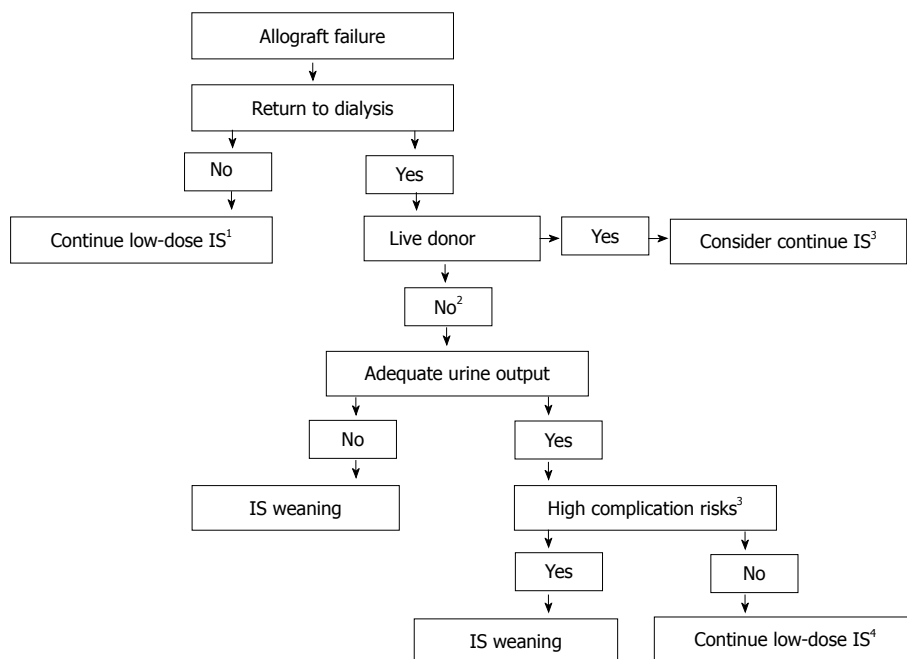 Allograft failure
Return to dialysis
No
Yes
Continue low-dose IS¹
Live donor
Yes
Consider continue IS³
No²
Adequate urine output
No
Yes
IS weaning
High complication risks³
Yes
No
IS weaning
Continue low-dose IS⁴